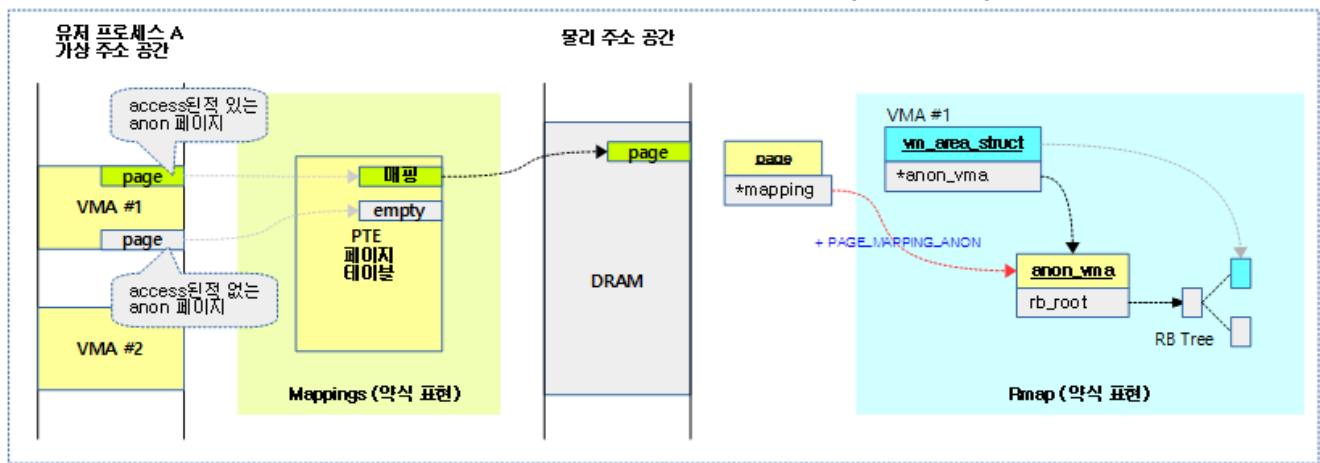 유저 프로세스 A
가상 주소 공간
물리 주소 공간
access된적 있는
anon 페이지
page
VMA #1
page
access된적 없는
anon 페이지
VMA #2
매핑
empty
PTE
페이지
테이블
Mappings (약식 표현)
page
DRAM
page
*mapping
+ PAGE_MAPPING_ANON
VMA #1
vm_area_struct
*anon_vma
anon_vma
rb_root
RB Tree
Rmap (약식 표현)